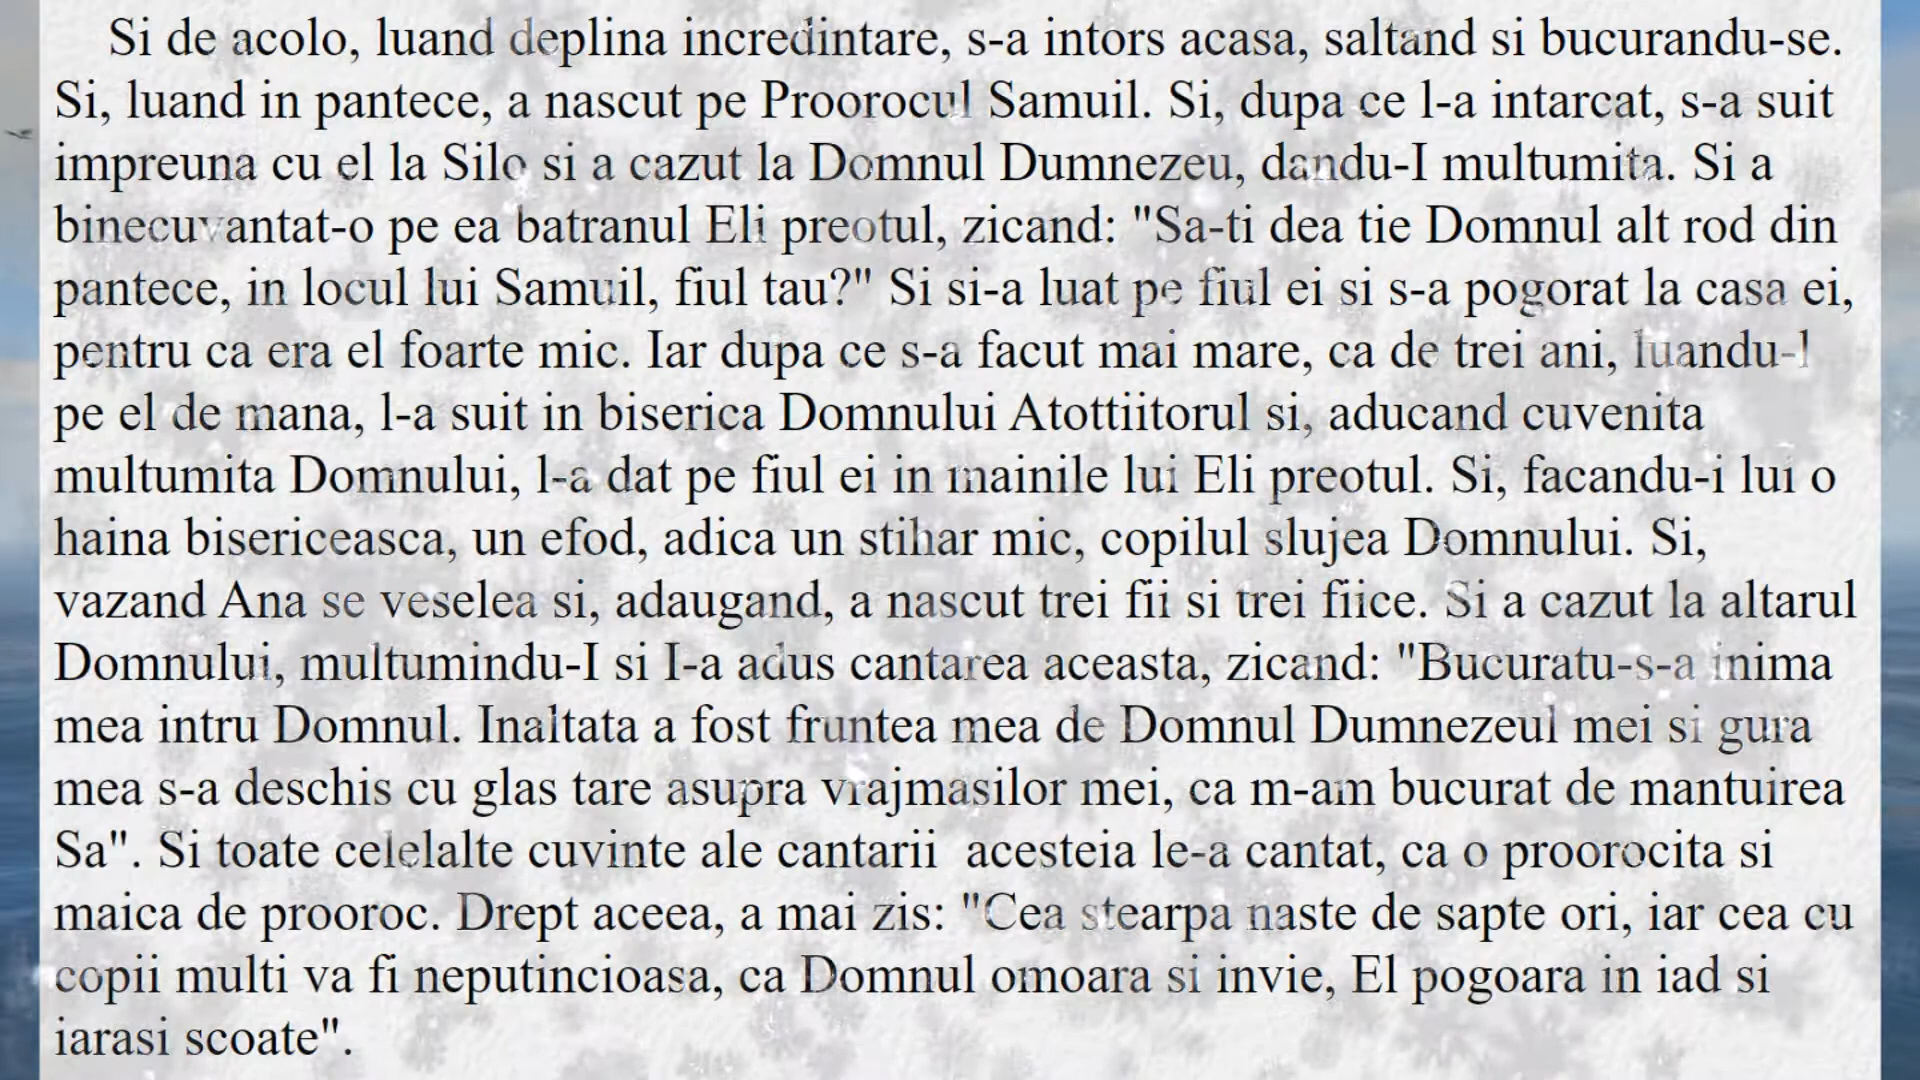 Si de acolo, luand deplina incredintare, s-a intors acasa, saltand si bucurandu-se.
Si, luand in pantece, a nascut pe Proorocul Samuil. Si, dupa ce l-a intarcat, s-a suit
impreuna cu el la Silo si a cazut la Domnul Dumnezeu, dandu-I multumita. Si a
binecuvantat-o pe ea batranul Eli preotul, zicand: "Sa-ti dea tie Domnul alt rod din
pantece, in locul lui Samuil, fiul tau?" Si si-a luat pe fiul ei si s-a pogorat la casa ei,
pentru ca era el foarte mic. Iar dupa ce s-a facut mai mare, ca de trei ani, luandu-l
pe el de mana, l-a suit in biserica Domnului Atottiitorul si, aducand cuvenita
multumita Domnului, l-a dat pe fiul ei in mainile lui Eli preotul. Si, facandu-i lui o
haina bisericeasca, un efod, adica un stihar mic, copilul slujea Domnului. Si,
vazand Ana se veselea si, adaugand, a nascut trei fii si trei fiice. Si a cazut la altarul
Domnului, multumindu-I si I-a adus cantarea aceasta, zicand: "Bucuratu-s-a inima
mea intru Domnul. Inaltata a fost fruntea mea de Domnul Dumnezeul mei si gura
mea s-a deschis cu glas tare asupra vrajmasilor mei, ca m-am bucurat de mantuirea
Sa". Si toate celelalte cuvinte ale cantarii  acesteia le-a cantat, ca o proorocita si
maica de prooroc. Drept aceea, a mai zis: "Cea stearpa naste de sapte ori, iar cea cu
copii multi va fi neputincioasa, ca Domnul omoara si invie, El pogoara in iad si
iarasi scoate".